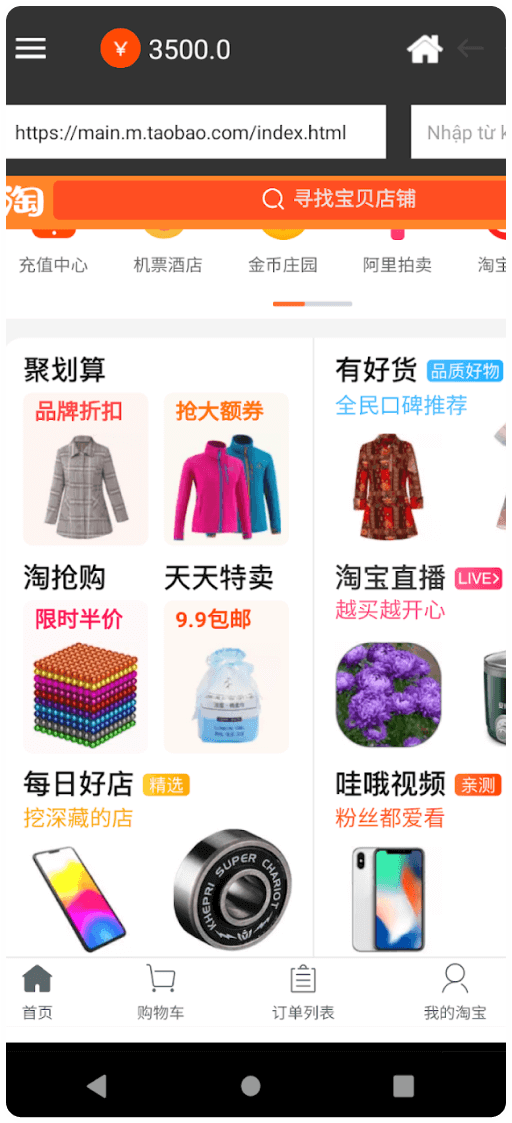 ¥ 3500.0
https://main.m.taobao.com/index.html
Nhập từ k
淘 寻找宝贝店铺
充值中心 机票酒店 金币庄园 阿里拍卖 淘宝
聚划算
品牌折扣 抢大额券
有好货 品质好物
全民口碑推荐
淘抢购 天天特卖
限时半价 9.9包邮
淘宝直播 LIVE>
越买越开心
每日好店 精选
挖深藏的店
KHEPRI SUPER CHARIOT
哇哦视频 亲测
粉丝都爱看
首页 购物车 订单列表 我的淘宝